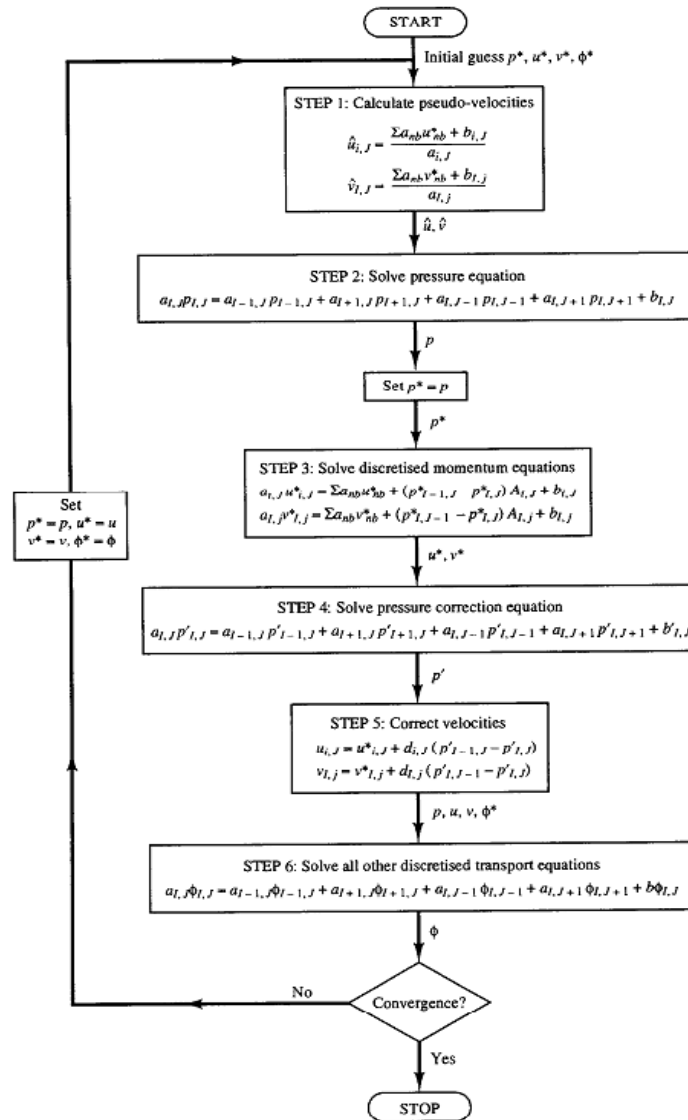 START
Initial guess p*, u*, v*, ϕ*
STEP 1: Calculate pseudo-velocities
û_{i,J} = (Σa_{nb}u*_{nb} + b_{i,J}) / a_{i,J}
v̂_{I,J} = (Σa_{nb}v*_{nb} + b_{I,j}) / a_{I,j}
û, v̂
STEP 2: Solve pressure equation
a_{I,J}p_{I,J} = a_{I–1,J} p_{I–1,J} + a_{I+1,J} p_{I+1,J} + a_{I,J–1} p_{I,J–1} + a_{I,J+1} p_{I,J+1} + b_{I,J}
p
Set p* = p
p*
STEP 3: Solve discretised momentum equations
a_{i,J} u*_{i,J} = Σa_{nb}u*_{nb} + (p*_{I–1,J} p*_{I,J}) A_{i,J} + b_{i,J}
a_{I,j}v*_{I,j} = Σa_{nb}v*_{nb} + (p*_{I,J–1} – p*_{I,J}) A_{I,j} + b_{I,j}
Set
p* = p, u* = u
v* = v, ϕ* = ϕ
u*, v*
STEP 4: Solve pressure correction equation
a_{I,J} p'_{I,J} = a_{I–1,J} p'_{I–1,J} + a_{I+1,J} p'_{I+1,J} + a_{I,J–1} p'_{I,J–1} + a_{I,J+1} p'_{I,J+1} + b'_{I,J}
p'
STEP 5: Correct velocities
u_{i,J} = u*_{i,J} + d_{i,J} (p'_{I–1,J} – p'_{I,J})
v_{I,j} = v*_{I,j} + d_{I,j} (p'_{I,J–1} – p'_{I,J})
p, u, v, ϕ*
STEP 6: Solve all other discretised transport equations
a_{I,J}ϕ_{I,J} = a_{I–1,J}ϕ_{I–1,J} + a_{I+1,J}ϕ_{I+1,J} + a_{I,J–1} ϕ_{I,J–1} + a_{I,J+1} ϕ_{I,J+1} + bϕ_{I,J}
ϕ
No
Convergence?
Yes
STOP